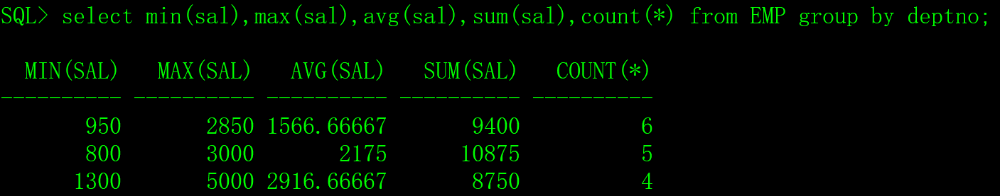 SQL> select min(sal),max(sal),avg(sal),sum(sal),count(*) from EMP group by deptno;
MIN(SAL) MAX(SAL) AVG(SAL) SUM(SAL) COUNT(*)
---------- ---------- ---------- ---------- ----------
950 2850 1566.66667 9400 6
800 3000 2175 10875 5
1300 5000 2916.66667 8750 4